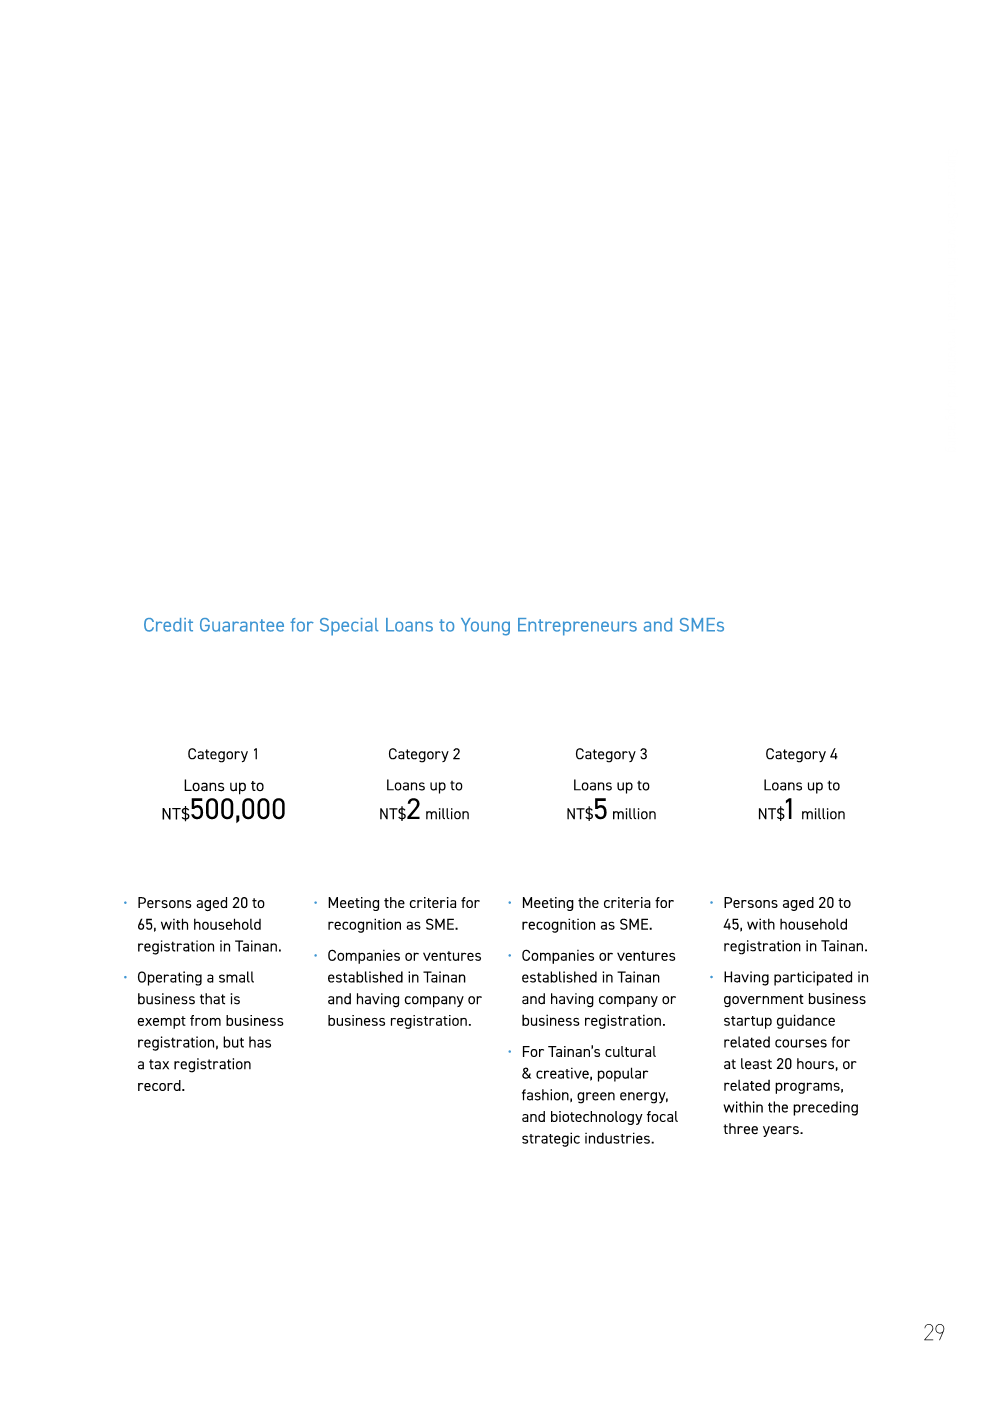 Credit Guarantee for Special Loans to Young Entrepreneurs and SMEs
Category 1
Loans up to
NT$500,000
· Persons aged 20 to
65, with household
registration in Tainan.
· Operating a small
business that is
exempt from business
registration, but has
a tax registration
record.
Category 2
Loans up to
NT$2 million
· Meeting the criteria for
recognition as SME.
· Companies or ventures
established in Tainan
and having company or
business registration.
Category 3
Loans up to
NT$5 million
· Meeting the criteria for
recognition as SME.
· Companies or ventures
established in Tainan
and having company or
business registration.
· For Tainan's cultural
& creative, popular
fashion, green energy,
and biotechnology focal
strategic industries.
Category 4
Loans up to
NT$1 million
· Persons aged 20 to
45, with household
registration in Tainan.
· Having participated in
government business
startup guidance
related courses for
at least 20 hours, or
related programs,
within the preceding
three years.
29